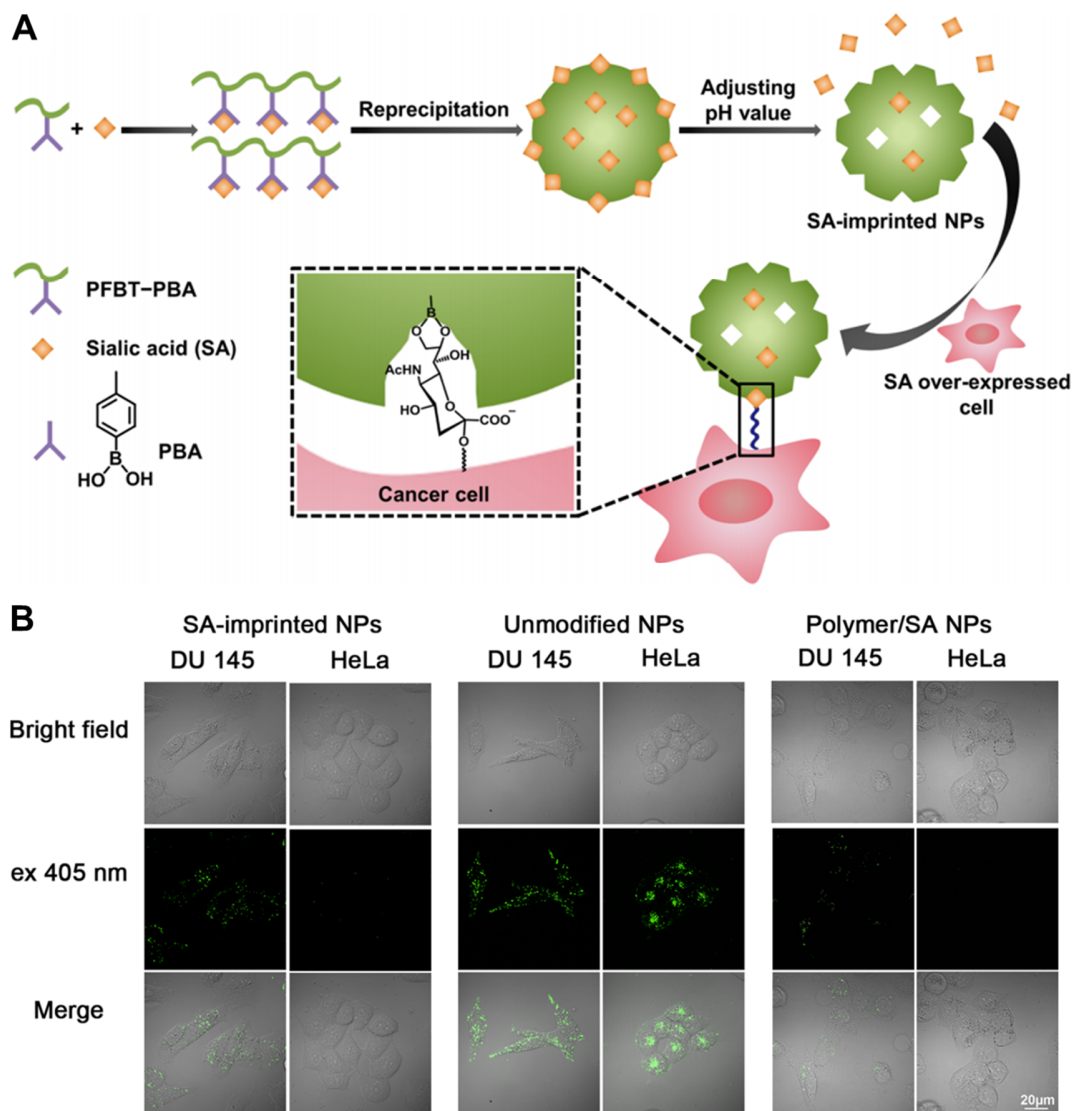 A
Reprecipitation
Adjusting
pH value
+
SA-imprinted NPs
PFBT–PBA
Sialic acid (SA)
B
HO
OH
PBA
B
O
O
OH
AcHN
HO
O
COO⁻
O
Cancer cell
SA over-expressed
cell
B
SA-imprinted NPs
Unmodified NPs
Polymer/SA NPs
DU 145
HeLa
DU 145
HeLa
DU 145
HeLa
Bright field
ex 405 nm
Merge
20μm